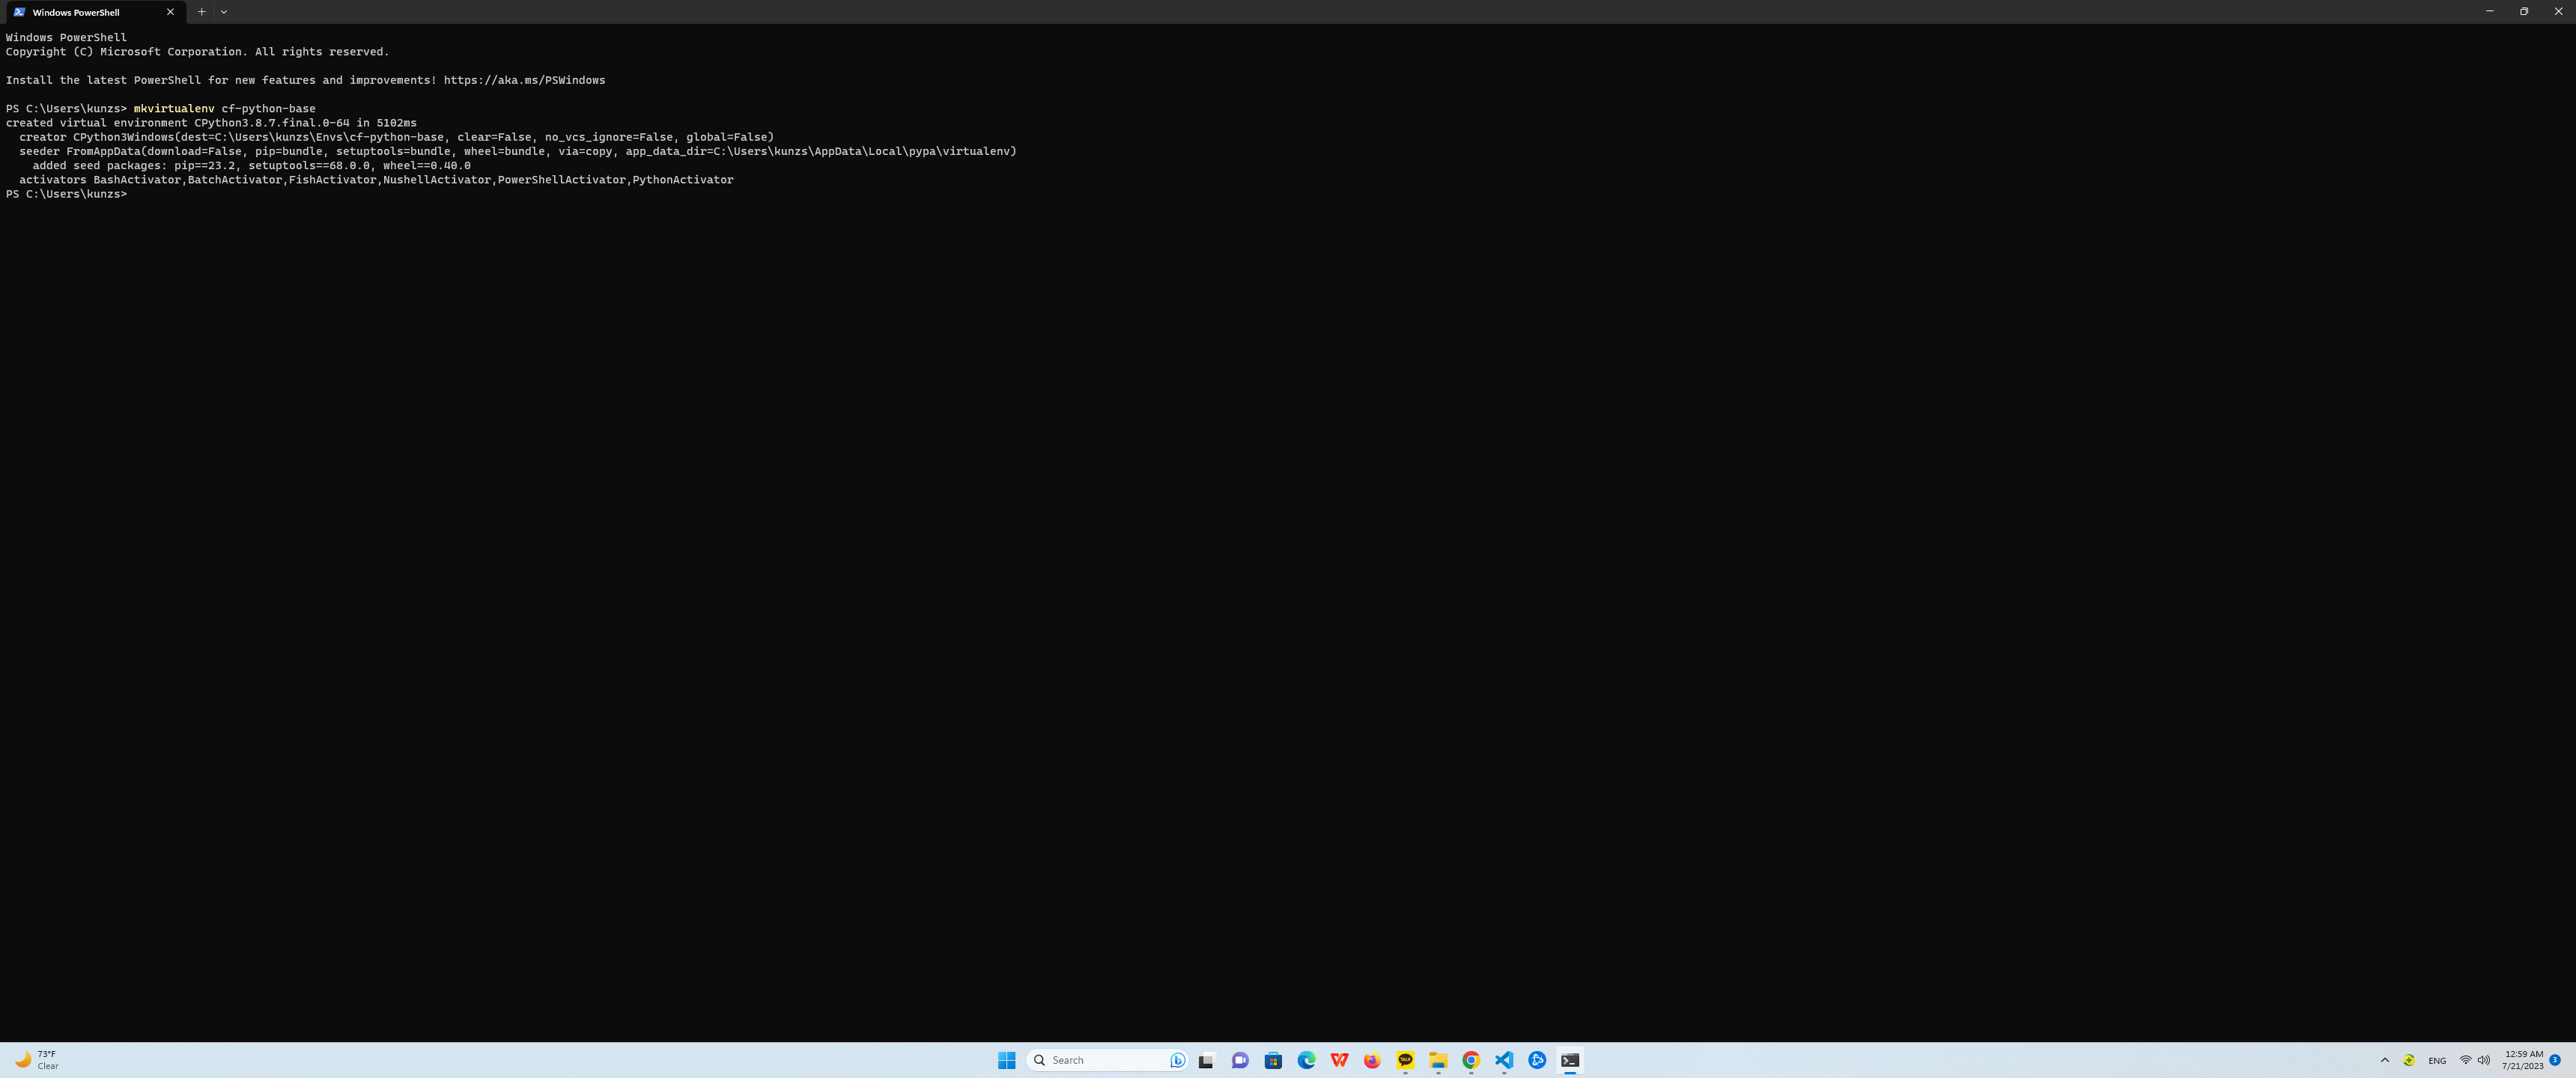 Windows PowerShell
Windows PowerShell
Copyright (C) Microsoft Corporation. All rights reserved.
Install the latest PowerShell for new features and improvements! https://aka.ms/PSWindows
PS C:\Users\kunzs> mkvirtualenv cf-python-base
created virtual environment CPython3.8.7.final.0-64 in 5102ms
  creator CPython3Windows(dest=C:\Users\kunzs\Envs\cf-python-base, clear=False, no_vcs_ignore=False, global=False)
  seeder FromAppData(download=False, pip=bundle, setuptools=bundle, wheel=bundle, via=copy, app_data_dir=C:\Users\kunzs\AppData\Local\pypa\virtualenv)
    added seed packages: pip==23.2, setuptools==68.0.0, wheel==0.40.0
  activators BashActivator,BatchActivator,FishActivator,NushellActivator,PowerShellActivator,PythonActivator
PS C:\Users\kunzs>
73°F
Clear
Search
TALK
ENG
12:59 AM
7/21/2023
3